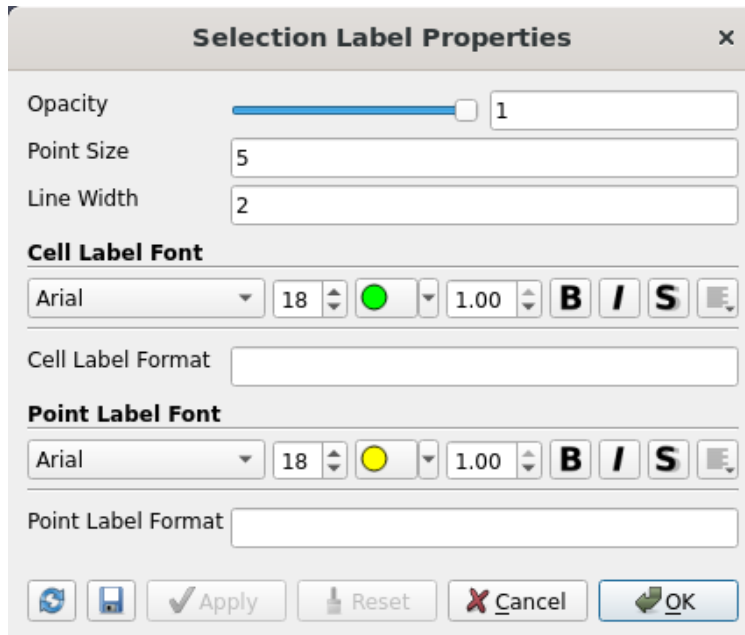 Selection Label Properties ×
Opacity 1
Point Size 5
Line Width 2
Cell Label Font
Arial 18 1.00 B I S
Cell Label Format
Point Label Font
Arial 18 1.00 B I S
Point Label Format
Apply Reset Cancel OK